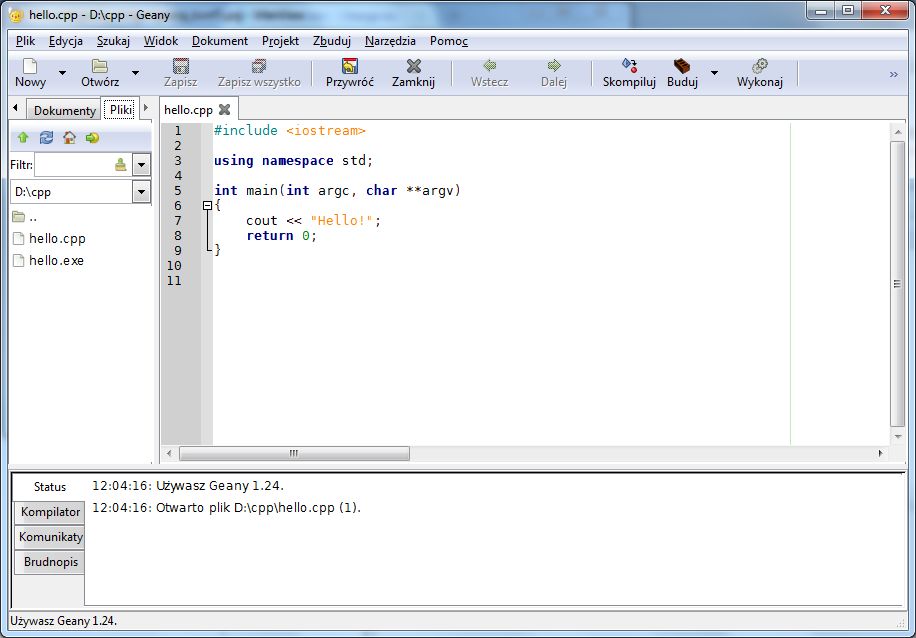 hello.cpp - D:\cpp - Geany
Plik Edycja Szukaj Widok Dokument Projekt Zbuduj Narzędzia Pomoc
Nowy Otwórz Zapisz Zapisz wszystko Przywróć Zamknij Wstecz Dalej Skompiluj Buduj Wykonaj »
Dokumenty Pliki hello.cpp
Filtr:
D:\cpp
..
hello.cpp
hello.exe
1 #include <iostream>
2
3 using namespace std;
4
5 int main(int argc, char **argv)
6 {
7 cout << "Hello!";
8 return 0;
9 }
10
11
Status
Kompilator
Komunikaty
Brudnopis
12:04:16: Używasz Geany 1.24.
12:04:16: Otwarto plik D:\cpp\hello.cpp (1).
Używasz Geany 1.24.